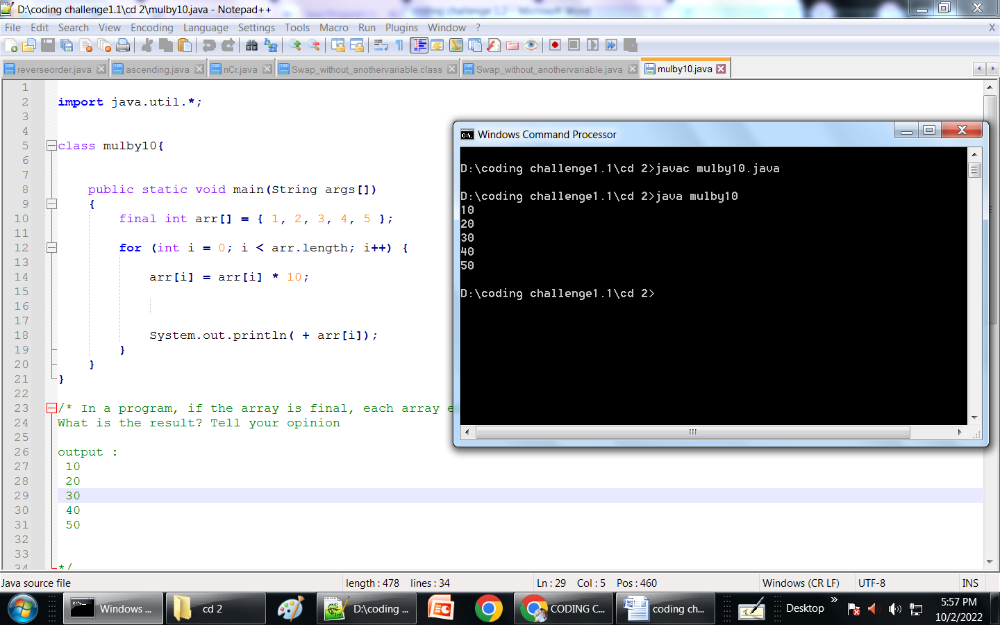 D:\coding challenge1.1\cd 2\mulby10.java - Notepad++
File Edit Search View Encoding Language Settings Tools Macro Run Plugins Window ? X
reverseorder.java ascending.java nCr.java Swap_without_anothervariable.class Swap_without_anothervariable.java mulby10.java
1
2 import java.util.*;
3
4
5 class mulby10{
6
7
8 public static void main(String args[])
9 {
10 final int arr[] = { 1, 2, 3, 4, 5 };
11
12 for (int i = 0; i < arr.length; i++) {
13
14 arr[i] = arr[i] * 10;
15
16
17
18 System.out.println( + arr[i]);
19 }
20 }
21 }
22
23 /* In a program, if the array is final, each array
24 What is the result? Tell your opinion
25
26 output :
27 10
28 20
29 30
30 40
31 50
32
33
34 */
Windows Command Processor
D:\coding challenge1.1\cd 2>javac mulby10.java
D:\coding challenge1.1\cd 2>java mulby10
10
20
30
40
50
D:\coding challenge1.1\cd 2>
Java source file length : 478 lines : 34 Ln : 29 Col : 5 Pos : 460 Windows (CR LF) UTF-8 INS
Windows ... cd 2 D:\coding ... CODING C... coding ch... Desktop » 5:57 PM
10/2/2022